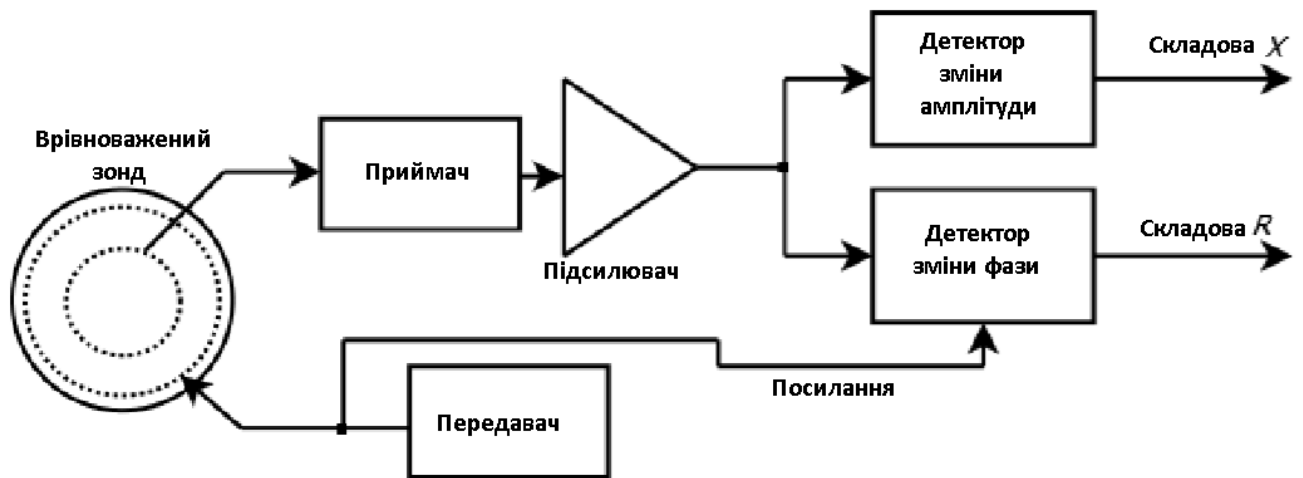 Врівноважений
зонд
Приймач
Підсилювач
Детектор
зміни
амплітуди
Складова X
Детектор
зміни фази
Складова R
Посилання
Передавач